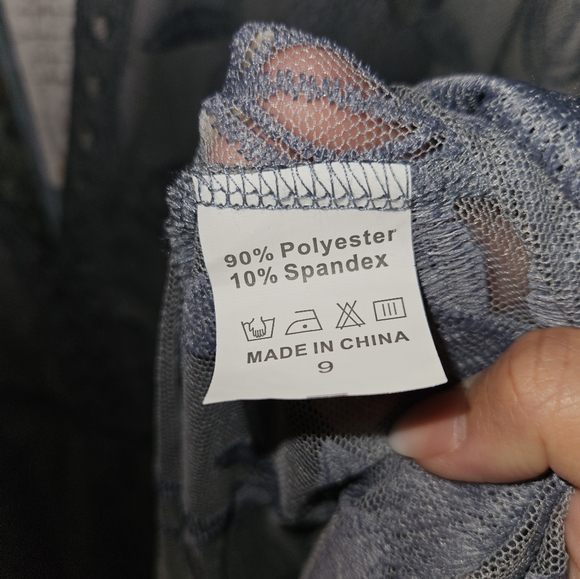 90% Polyester
10% Spandex
MADE IN CHINA
9